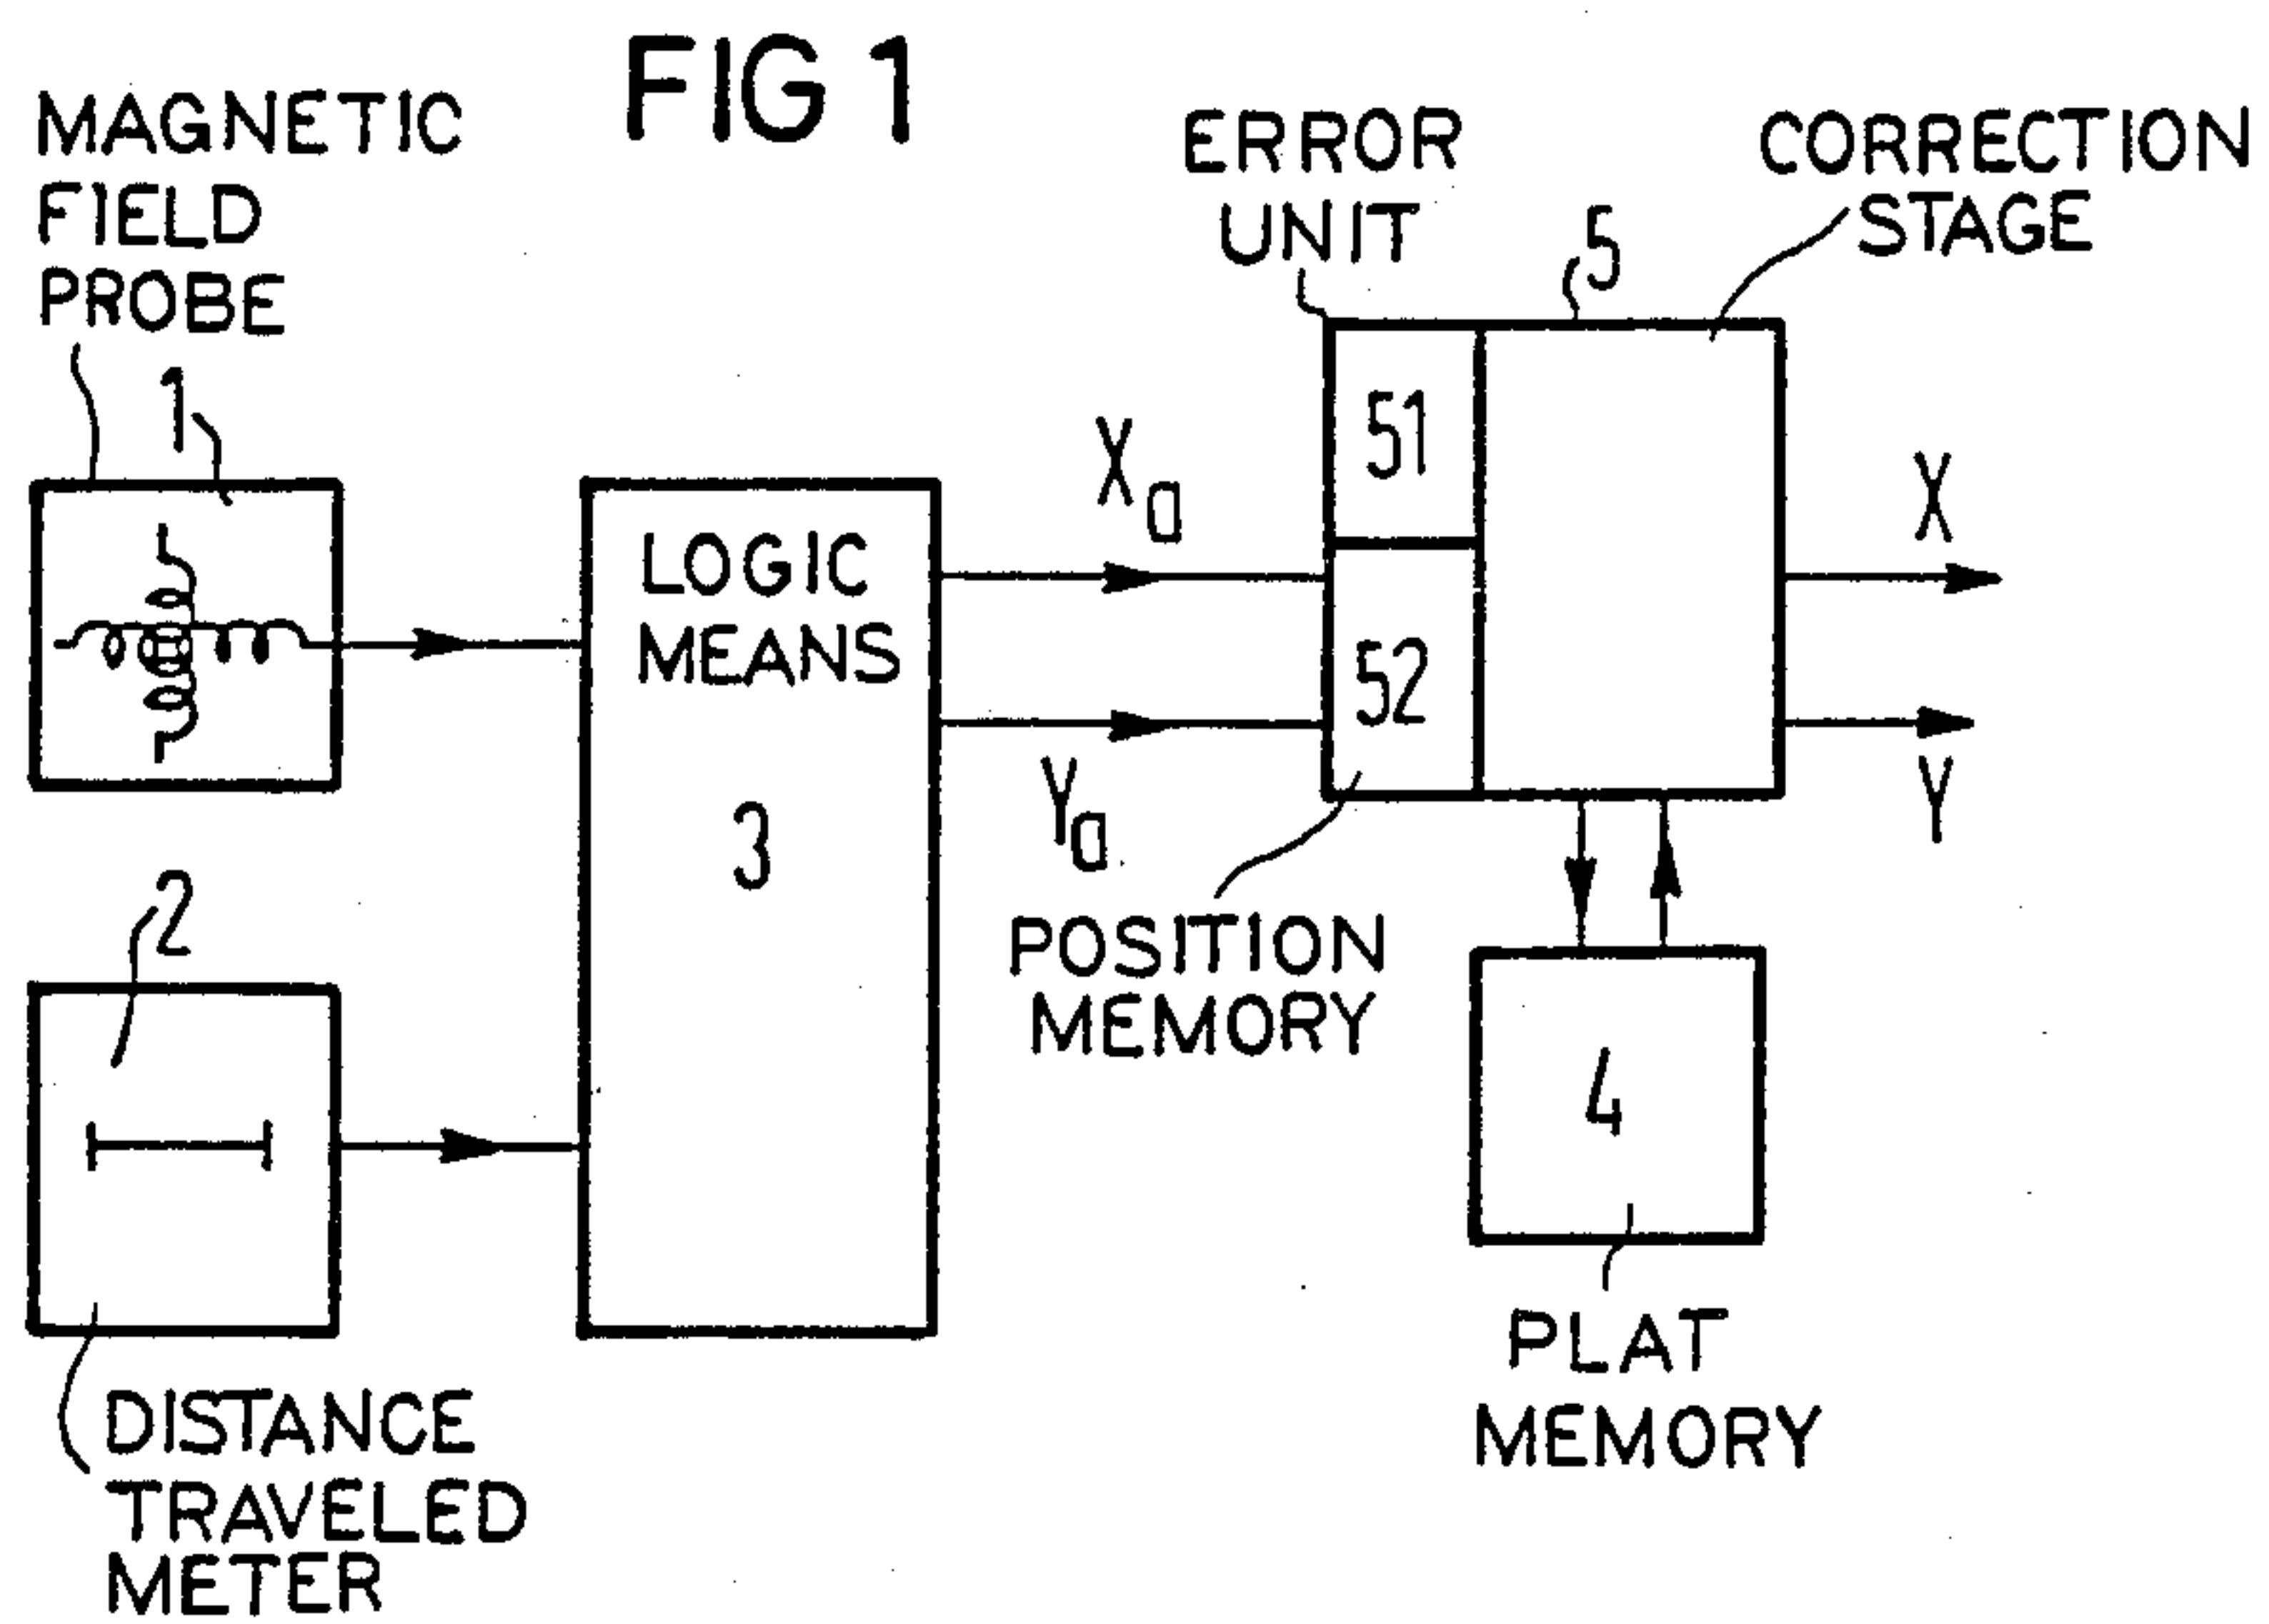 FIG 1
MAGNETIC
FIELD
PROBE
1
ERROR
UNIT
5
CORRECTION
STAGE
LOGIC
MEANS
3
Xa
Ya
51
52
X
Y
2
POSITION
MEMORY
4
PLAT
MEMORY
DISTANCE
TRAVELED
METER